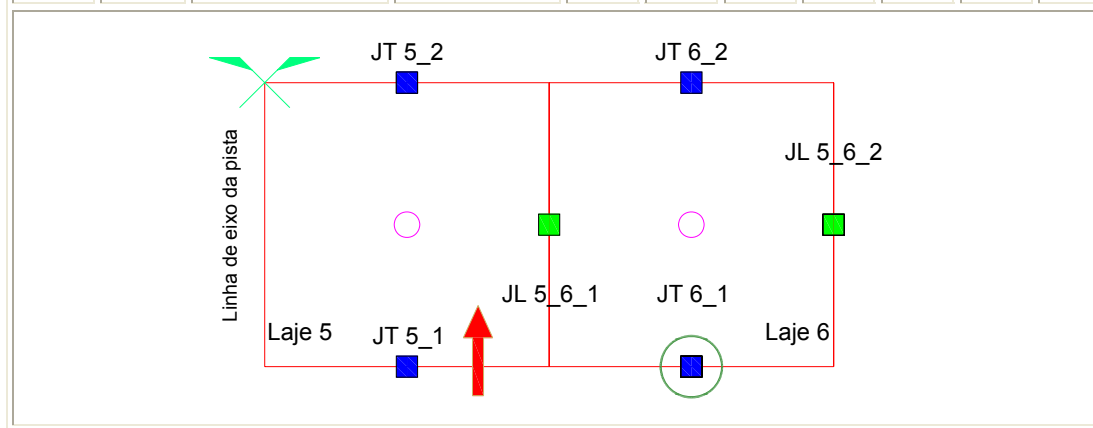 JT 5_2
JT 6_2
JL 5_6_2
Linha de eixo da pista
JL 5_6_1
JT 6_1
Laje 5
JT 5_1
Laje 6